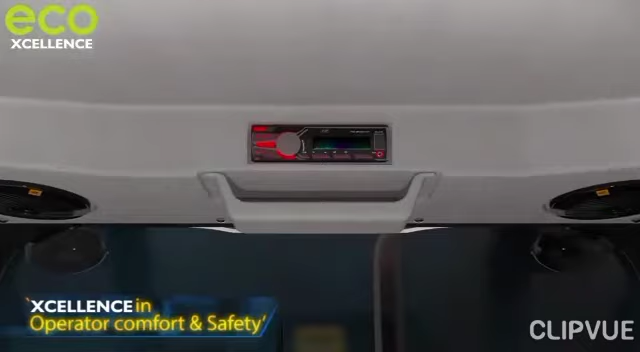 eco
XCELLENCE
'XCELLENCE in
Operator comfort & Safety'
CLIPVUE